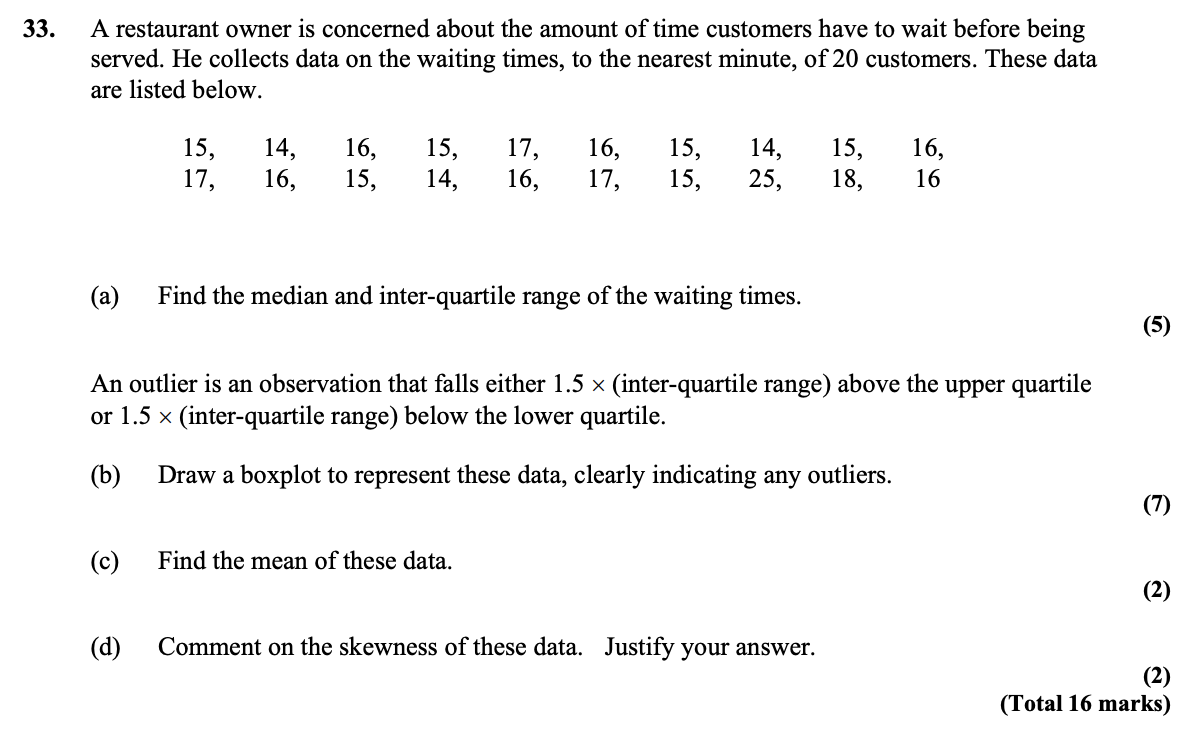 33. A restaurant owner is concerned about the amount of time customers have to wait before being
served. He collects data on the waiting times, to the nearest minute, of 20 customers. These data
are listed below.
15, 14, 16, 15, 17, 16, 15, 14, 15, 16,
17, 16, 15, 14, 16, 17, 15, 25, 18, 16
(a) Find the median and inter-quartile range of the waiting times.
(5)
An outlier is an observation that falls either 1.5 × (inter-quartile range) above the upper quartile
or 1.5 × (inter-quartile range) below the lower quartile.
(b) Draw a boxplot to represent these data, clearly indicating any outliers.
(7)
(c) Find the mean of these data.
(2)
(d) Comment on the skewness of these data. Justify your answer.
(2)
(Total 16 marks)